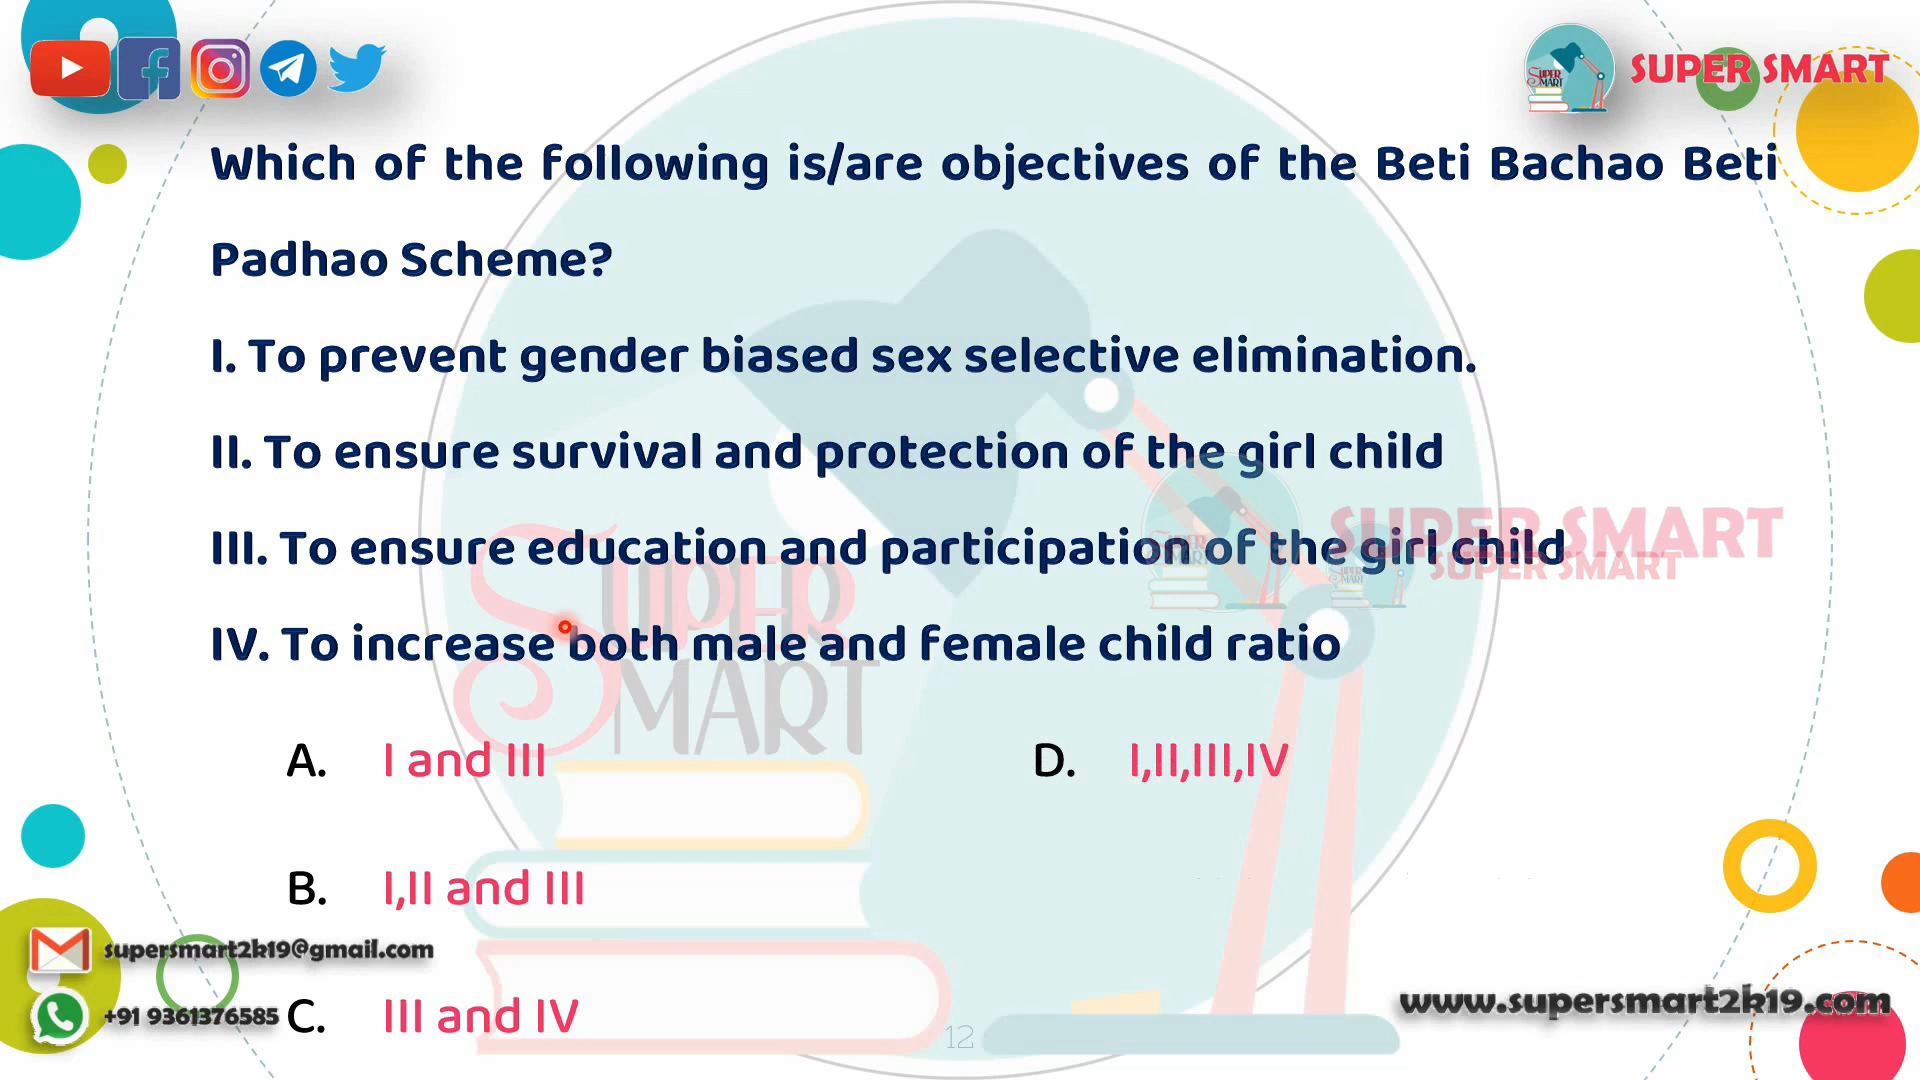 SUPER SMART
SUPER MART
Which of the following is/are objectives of the Beti Bachao Beti
Padhao Scheme?
I. To prevent gender biased sex selective elimination.
II. To ensure survival and protection of the girl child
III. To ensure education and participation of the girl child
SUPER SMART
SUPER SMART
IV. To increase both male and female child ratio
SUPER
MART
A. I and III
D. I,II,III,IV
B. I,II and III
supersmart2k19@gmail.com
+91 9361376585
C. III and IV
www.supersmart2k19.com
12